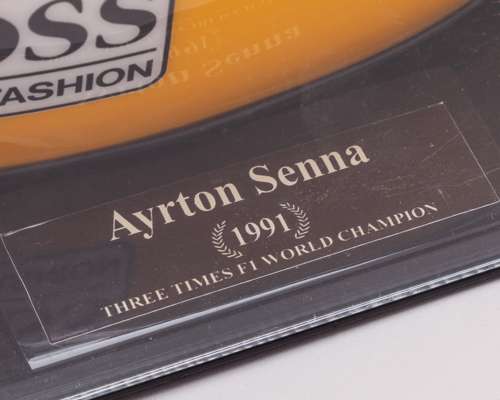 OSS
FASHION
Ayrton Senna
1991
THREE TIMES F1 WORLD CHAMPION